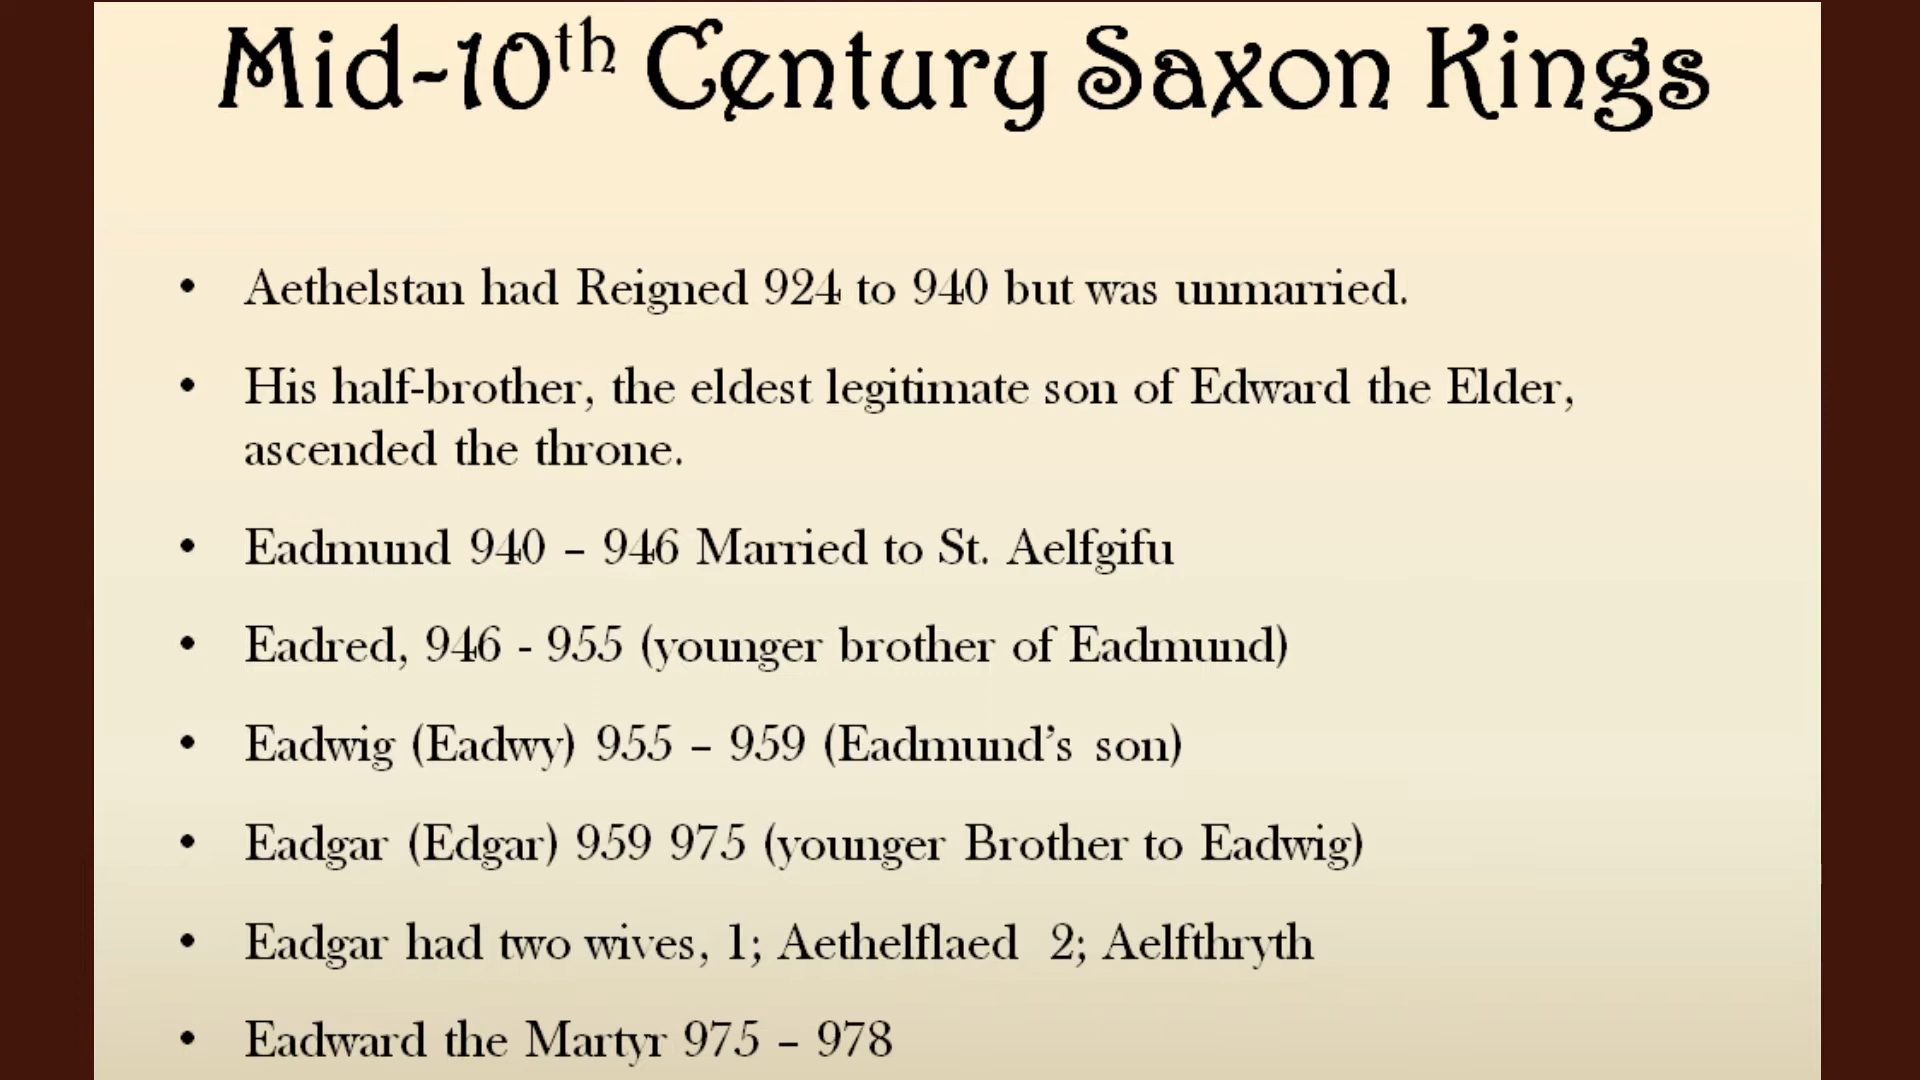 Mid-10th Century Saxon Kings
• Aethelstan had Reigned 924 to 940 but was unmarried.
• His half-brother, the eldest legitimate son of Edward the Elder,
ascended the throne.
• Eadmund 940 – 946 Married to St. Aelfgifu
• Eadred, 946 - 955 (younger brother of Eadmund)
• Eadwig (Eadwy) 955 – 959 (Eadmund’s son)
• Eadgar (Edgar) 959 975 (younger Brother to Eadwig)
• Eadgar had two wives, 1; Aethelflaed 2; Aelfthryth
• Eadward the Martyr 975 – 978